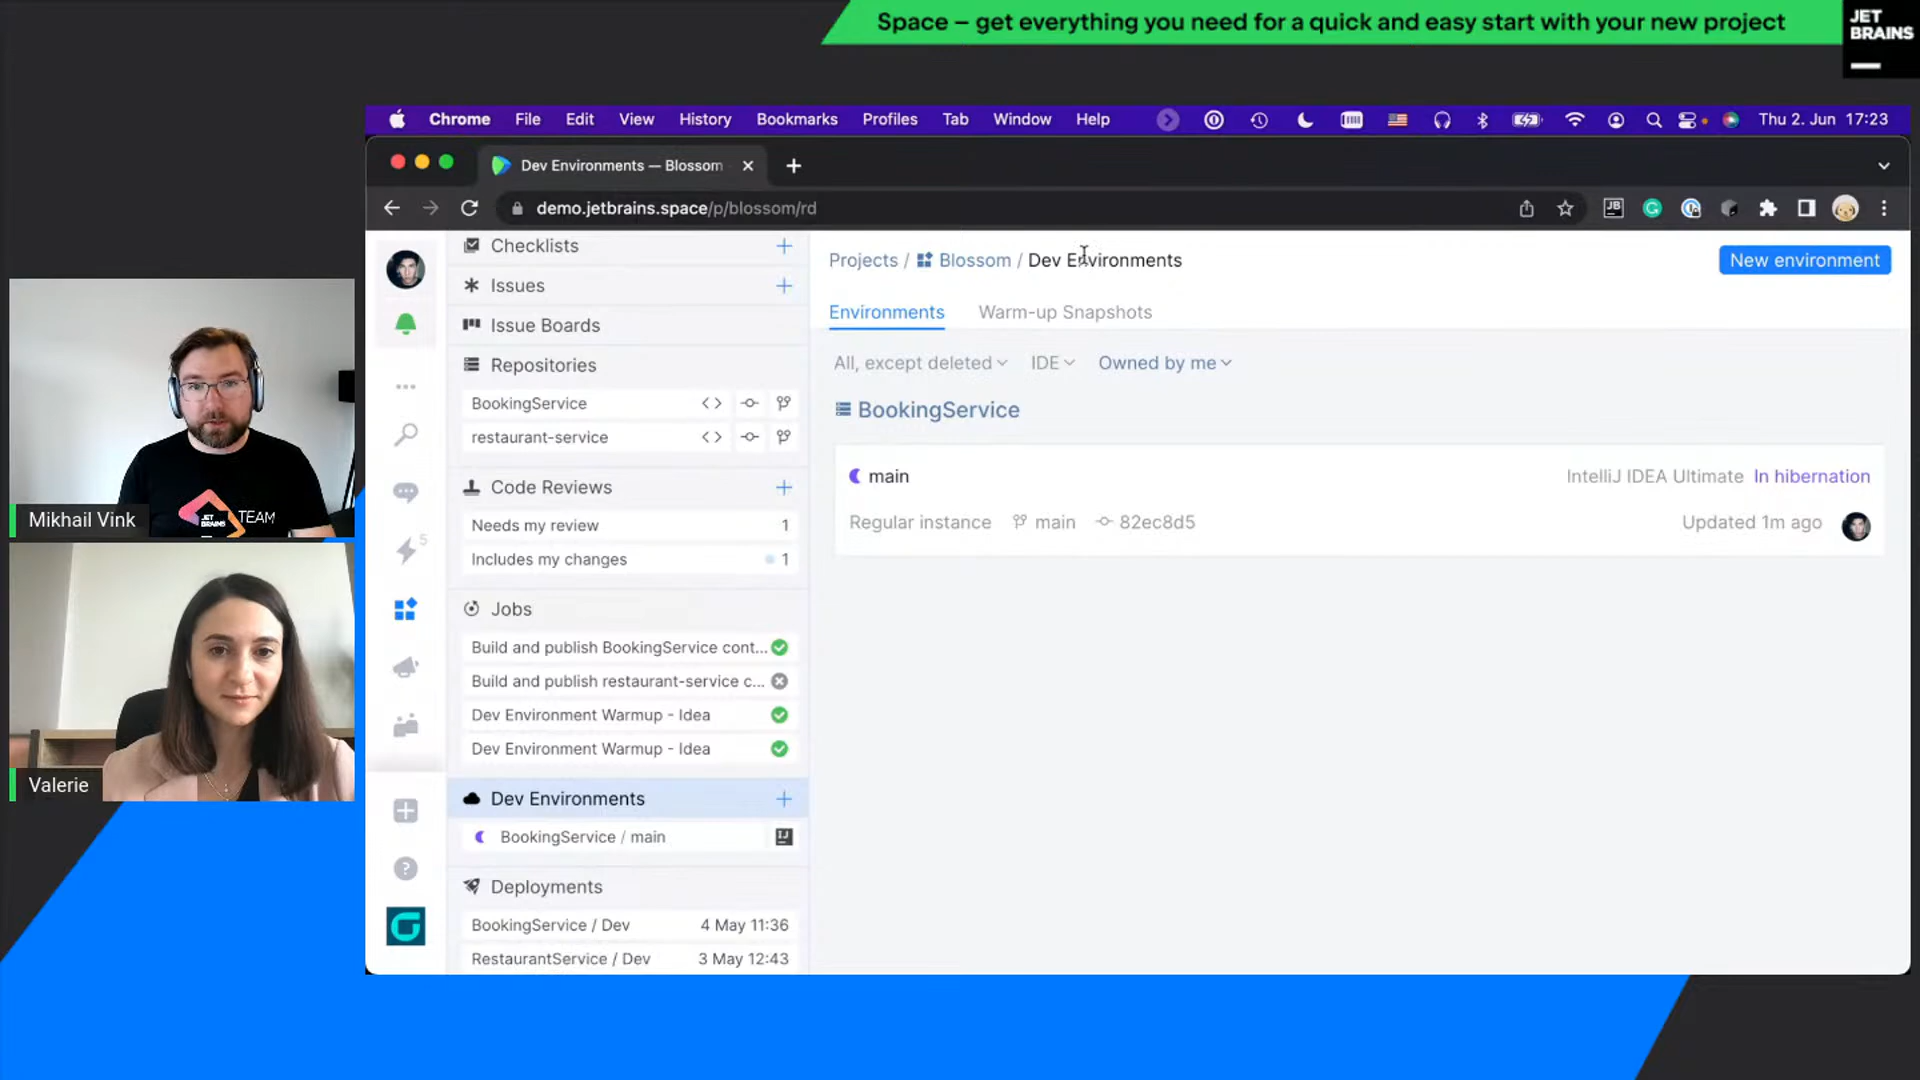 Space – get everything you need for a quick and easy start with your new project
JET
BRAINS
Chrome File Edit View History Bookmarks Profiles Tab Window Help Thu 2. Jun 17:23
Dev Environments — Blossom
demo.jetbrains.space/p/blossom/rd
Checklists
Issues
Issue Boards
Repositories
BookingService
restaurant-service
Code Reviews
Needs my review 1
Includes my changes 1
5
Jobs
Build and publish BookingService cont...
Build and publish restaurant-service c...
Dev Environment Warmup - Idea
Dev Environment Warmup - Idea
Dev Environments
BookingService / main
Deployments
BookingService / Dev 4 May 11:36
RestaurantService / Dev 3 May 12:43
Projects / Blossom / Dev Environments
New environment
Environments Warm-up Snapshots
All, except deleted IDE Owned by me
BookingService
main IntelliJ IDEA Ultimate In hibernation
Regular instance main 82ec8d5 Updated 1m ago
JET
BRAINS
TEAM
Mikhail Vink
Valerie